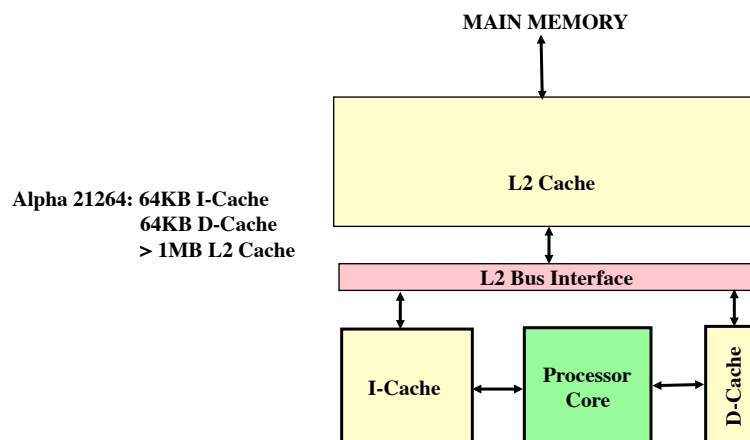 MAIN MEMORY
L2 Cache
Alpha 21264: 64KB I-Cache
64KB D-Cache
> 1MB L2 Cache
L2 Bus Interface
I-Cache
Processor
Core
D-Cache